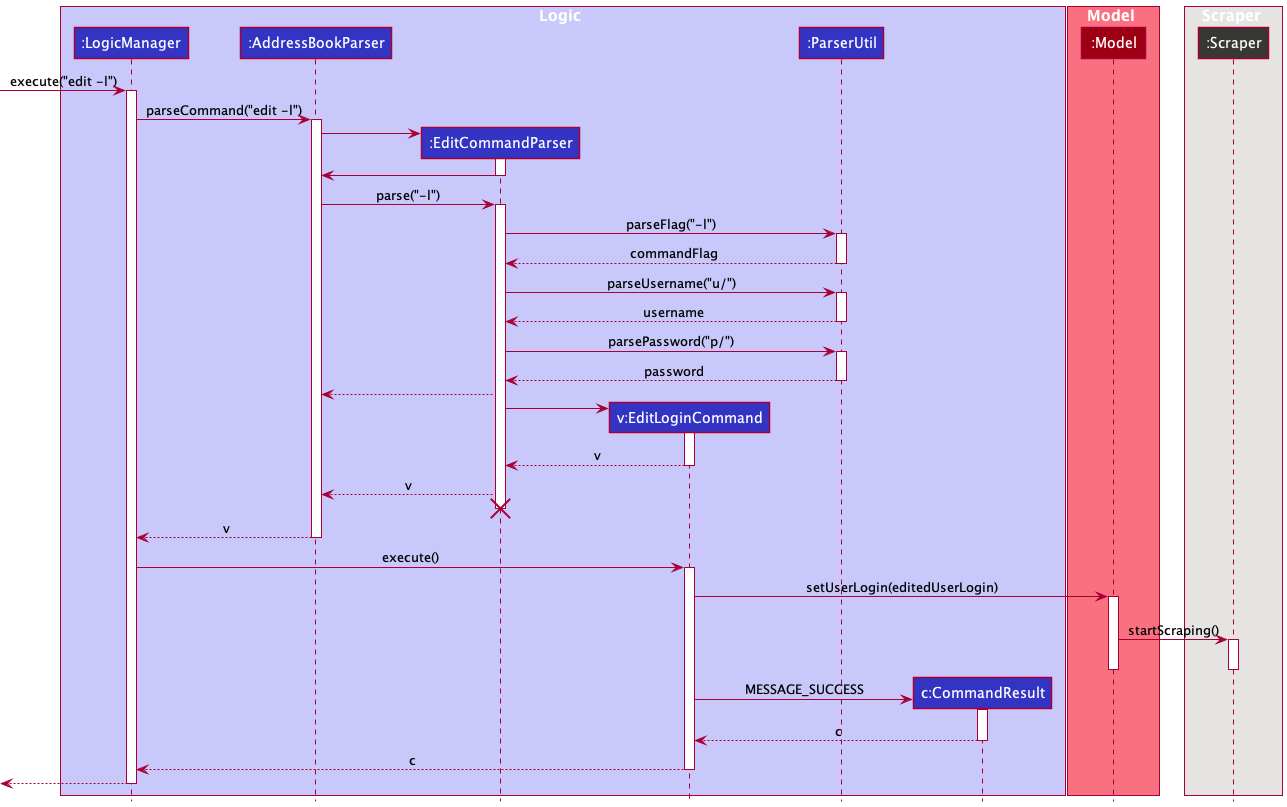 Logic
Model
Scraper
:LogicManager
:AddressBookParser
:ParserUtil
:Model
:Scraper
execute("edit -l")
parseCommand("edit -l")
:EditCommandParser
parse("-l")
parseFlag("-l")
commandFlag
parseUsername("u/")
username
parsePassword("p/")
password
v:EditLoginCommand
v
v
v
execute()
setUserLogin(editedUserLogin)
startScraping()
MESSAGE_SUCCESS
c:CommandResult
c
c